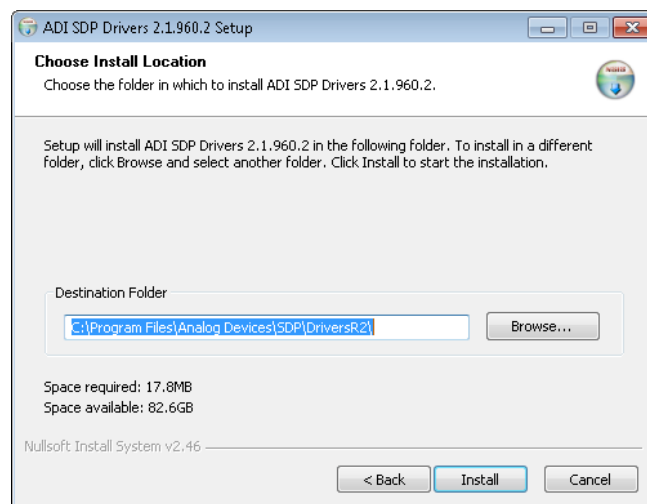 ADI SDP Drivers 2.1.960.2 Setup
Choose Install Location
Choose the folder in which to install ADI SDP Drivers 2.1.960.2.
Setup will install ADI SDP Drivers 2.1.960.2 in the following folder. To install in a different
folder, click Browse and select another folder. Click Install to start the installation.
Destination Folder
C:\Program Files\Analog Devices\SDP\DriversR2\
Browse...
Space required: 17.8MB
Space available: 82.6GB
Nullsoft Install System v2.46
< Back
Install
Cancel